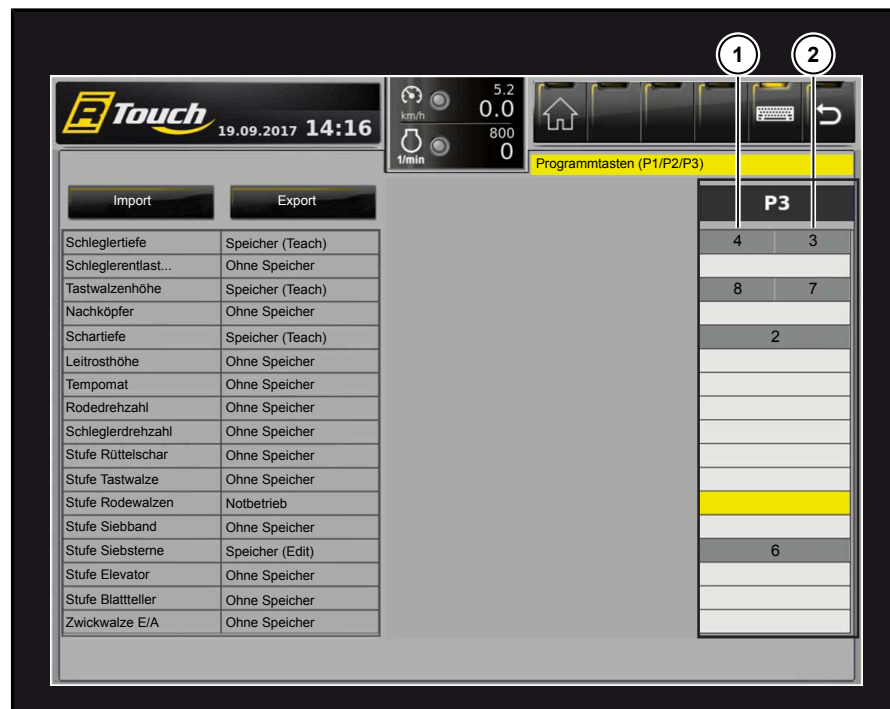 1 2
R Touch 19.09.2017 14:16
km/h 5.2
0.0
1/min 800
0
Programmtasten (P1/P2/P3)
Import Export
P3
Schleglertiefe Speicher (Teach) 4 3
Schleglerentlast... Ohne Speicher
Tastwalzenhöhe Speicher (Teach) 8 7
Nachköpfer Ohne Speicher
Schartiefe Speicher (Teach) 2
Leitrosthöhe Ohne Speicher
Tempomat Ohne Speicher
Rodedrehzahl Ohne Speicher
Schleglerdrehzahl Ohne Speicher
Stufe Rüttelschar Ohne Speicher
Stufe Tastwalze Ohne Speicher
Stufe Rodewalzen Notbetrieb
Stufe Siebband Ohne Speicher
Stufe Siebsterne Speicher (Edit) 6
Stufe Elevator Ohne Speicher
Stufe Blattteller Ohne Speicher
Zwickwalze E/A Ohne Speicher